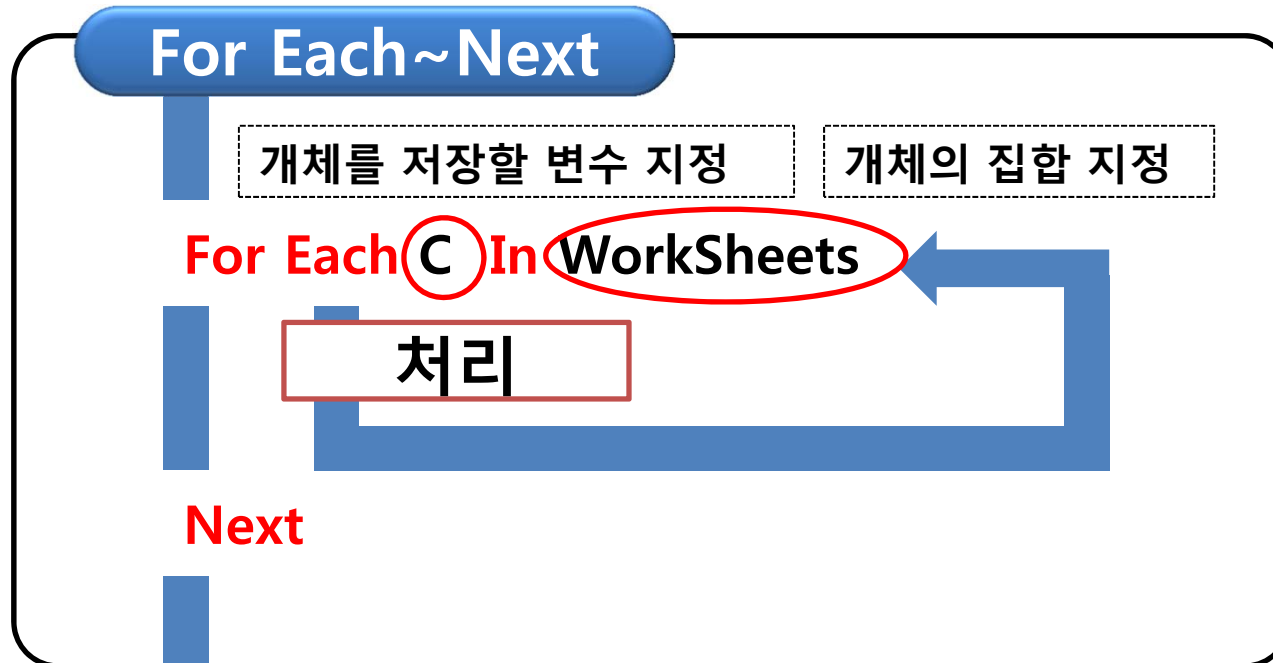 For Each~Next
개체를 저장할 변수 지정
개체의 집합 지정
For Each C In WorkSheets
처리
Next